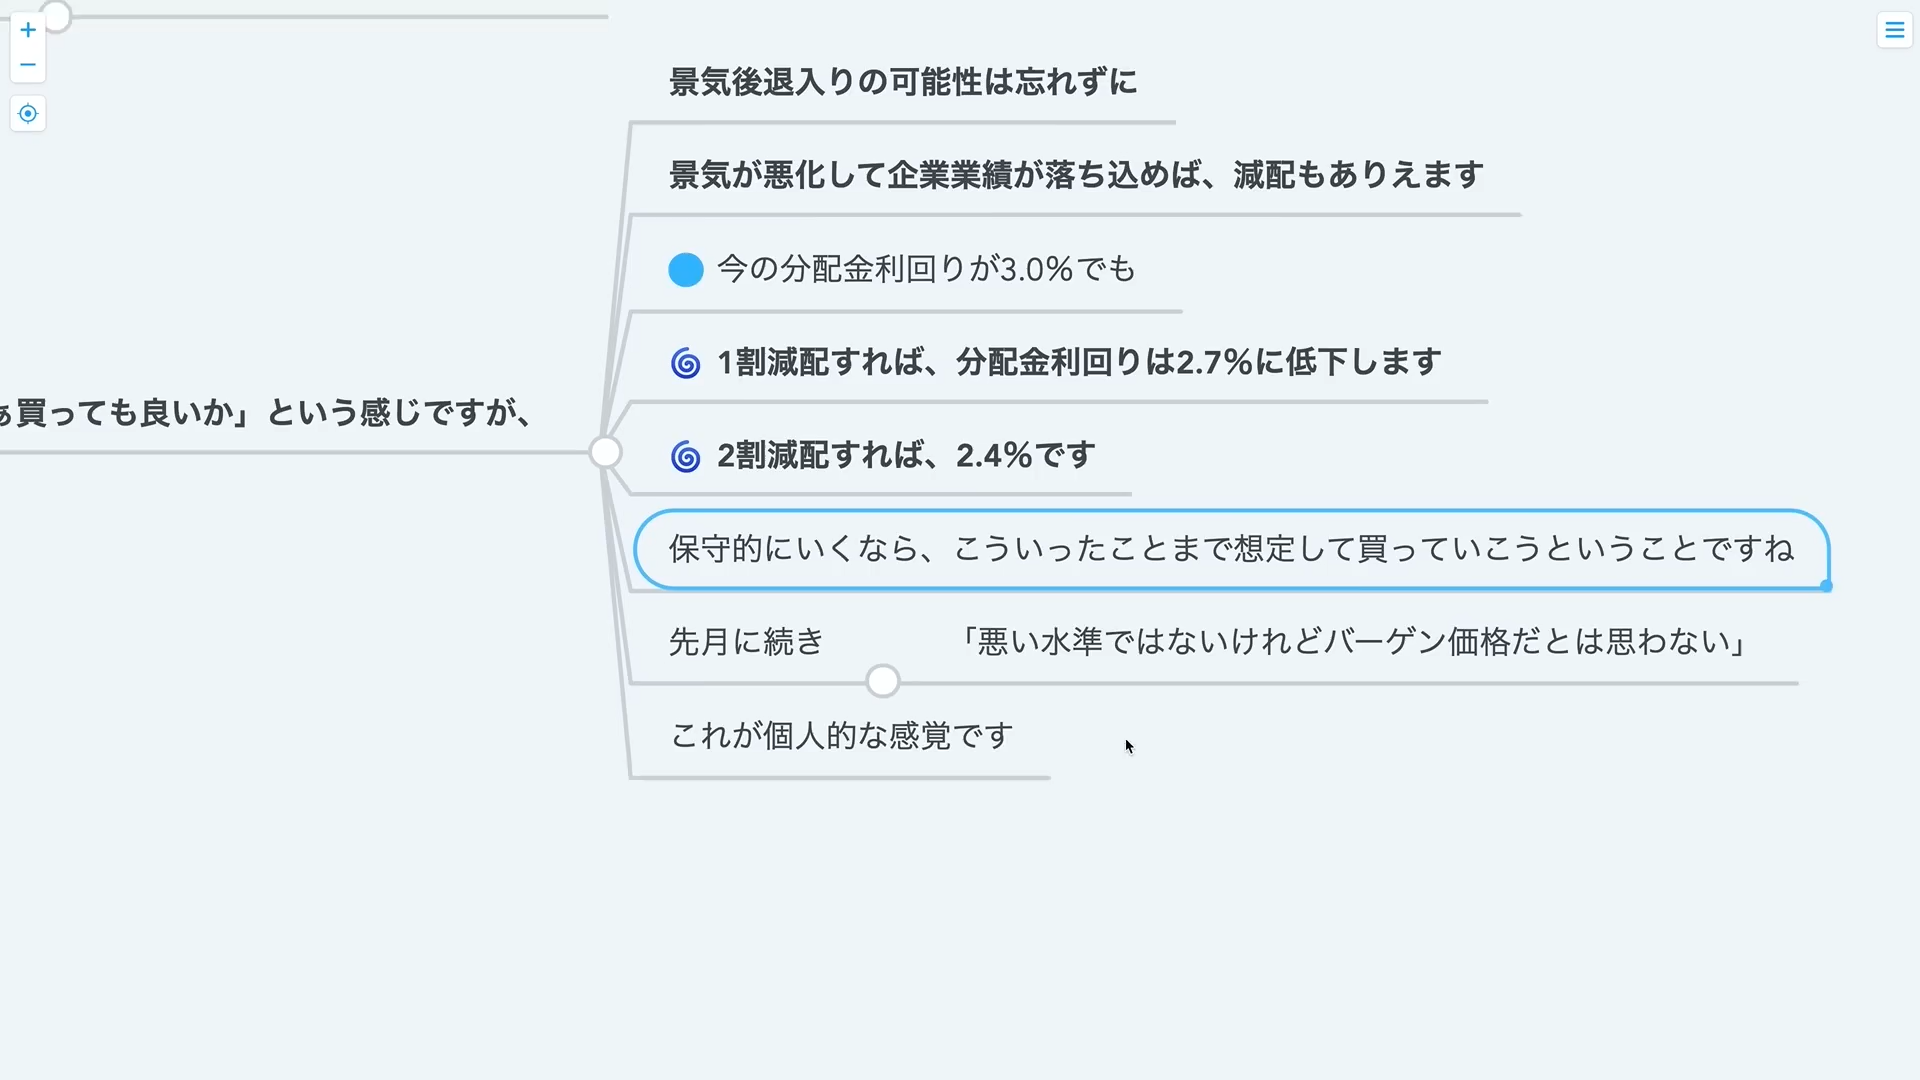 景気後退入りの可能性は忘れずに
景気が悪化して企業業績が落ち込めば、減配もありえます
今の分配金利回りが3.0%でも
1割減配すれば、分配金利回りは2.7%に低下します
買っても良いか」という感じですが、
2割減配すれば、2.4%です
保守的にいくなら、こういったことまで想定して買っていこうということですね
先月に続き 「悪い水準ではないけれどバーゲン価格だとは思わない」
これが個人的な感覚です